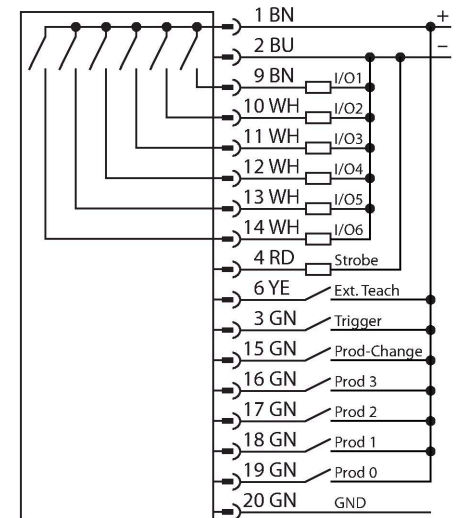 1 BN +
2 BU −
9 BN I/O1
10 WH I/O2
11 WH I/O3
12 WH I/O4
13 WH I/O5
14 WH I/O6
4 RD Strobe
6 YE Ext. Teach
3 GN Trigger
15 GN Prod-Change
16 GN Prod 3
17 GN Prod 2
18 GN Prod 1
19 GN Prod 0
20 GN GND